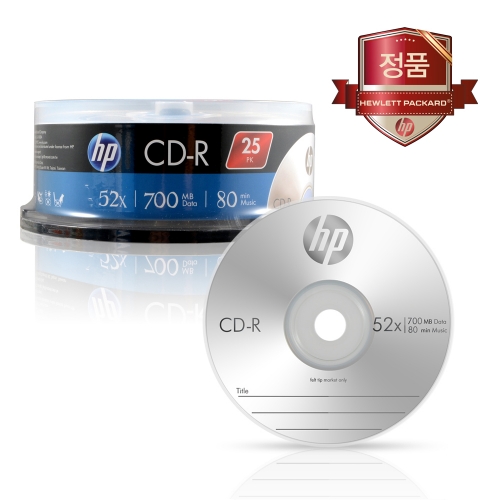 정품
HEWLETT PACKARD
hp
hp
CD-R
25
PK
52x
700 MB Data
80 min Music
CD-R
hp
CD-R
52x
700 MB Data
80 min Music
felt tip marker only
Title